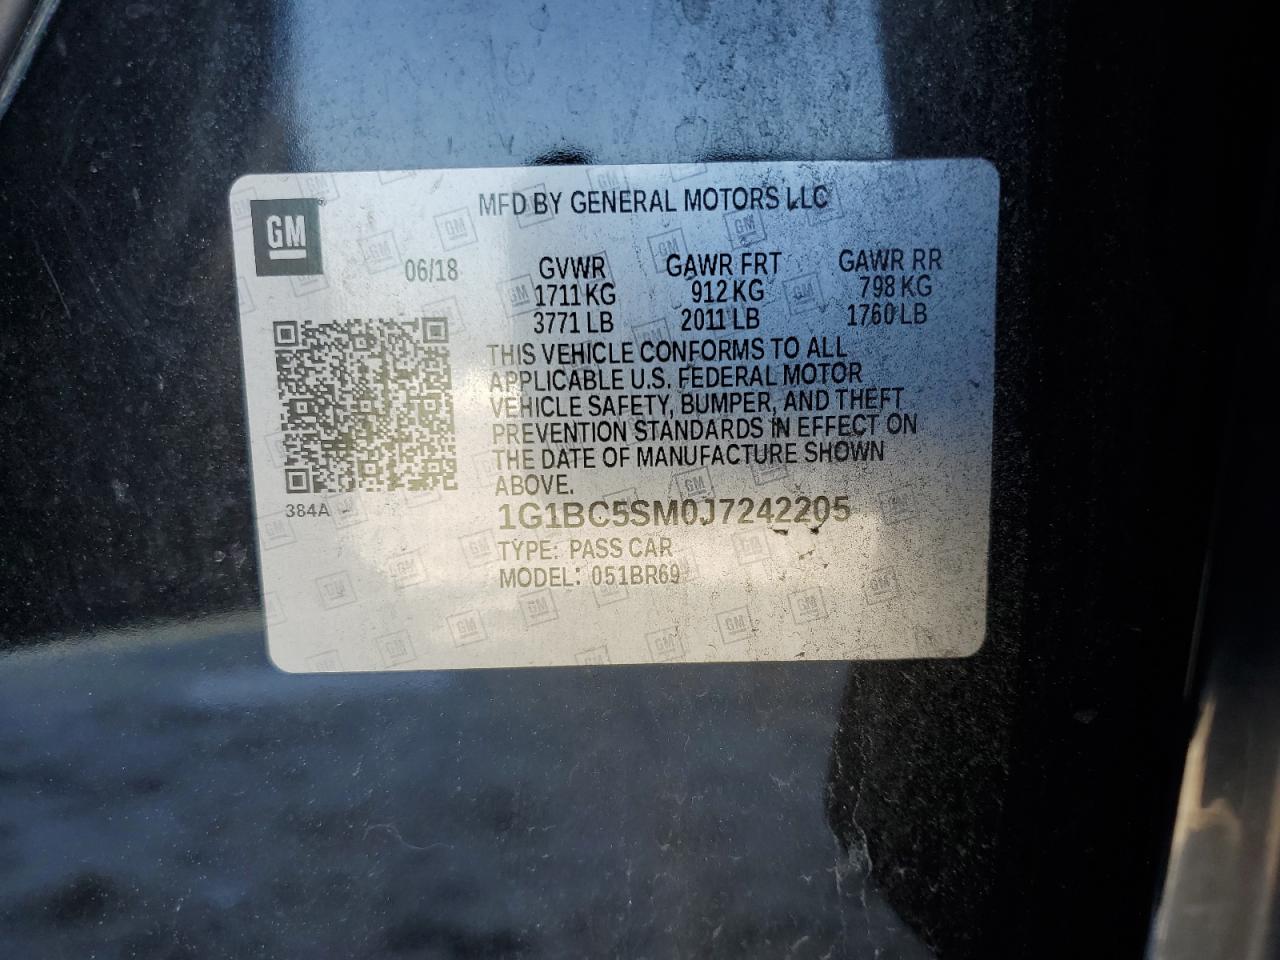 MFD BY GENERAL MOTORS LLC
GM
06/18
GVWR GAWR FRT GAWR RR
1711 KG 912 KG 798 KG
3771 LB 2011 LB 1760 LB
THIS VEHICLE CONFORMS TO ALL
APPLICABLE U.S. FEDERAL MOTOR
VEHICLE SAFETY, BUMPER, AND THEFT
PREVENTION STANDARDS IN EFFECT ON
THE DATE OF MANUFACTURE SHOWN
ABOVE.
384A
1G1BC5SM0J7242205
TYPE: PASS CAR
MODEL: 051BR69